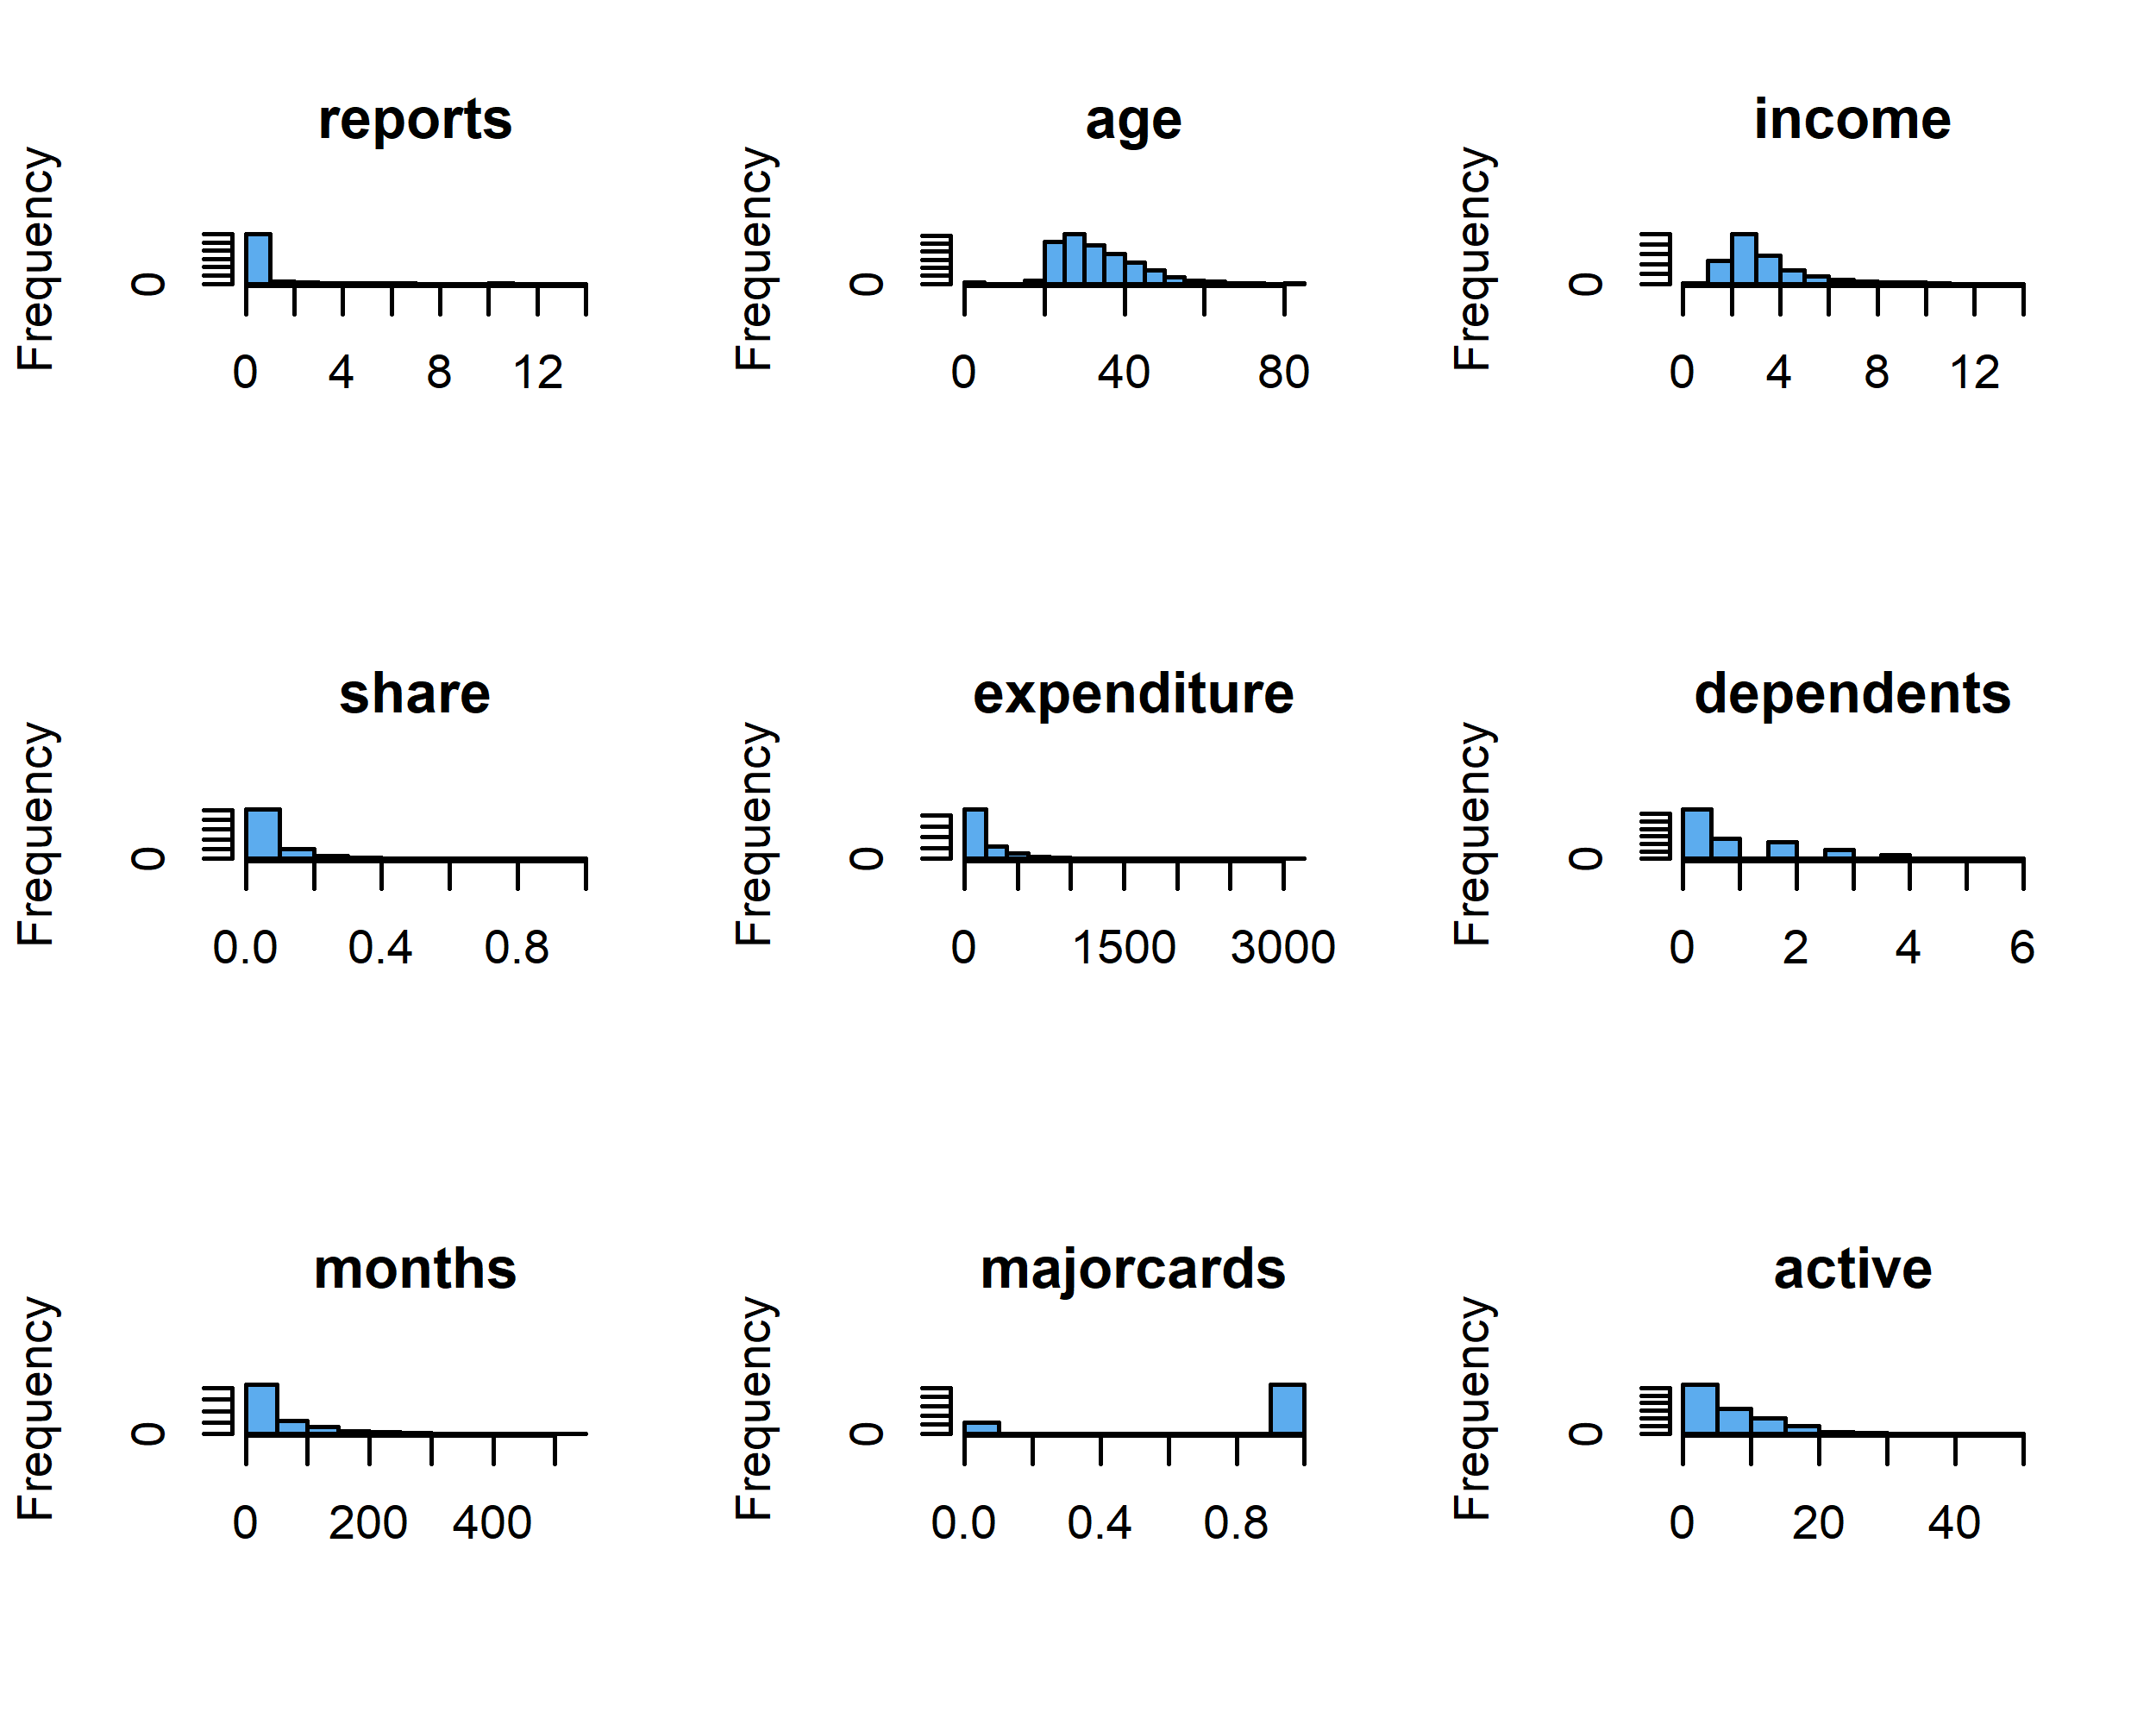 reports
Frequency
0
0 4 8 12
age
Frequency
0
0 40 80
income
Frequency
0
0 4 8 12
share
Frequency
0
0.0 0.4 0.8
expenditure
Frequency
0
0 1500 3000
dependents
Frequency
0
0 2 4 6
months
Frequency
0
0 200 400
majorcards
Frequency
0
0.0 0.4 0.8
active
Frequency
0
0 20 40